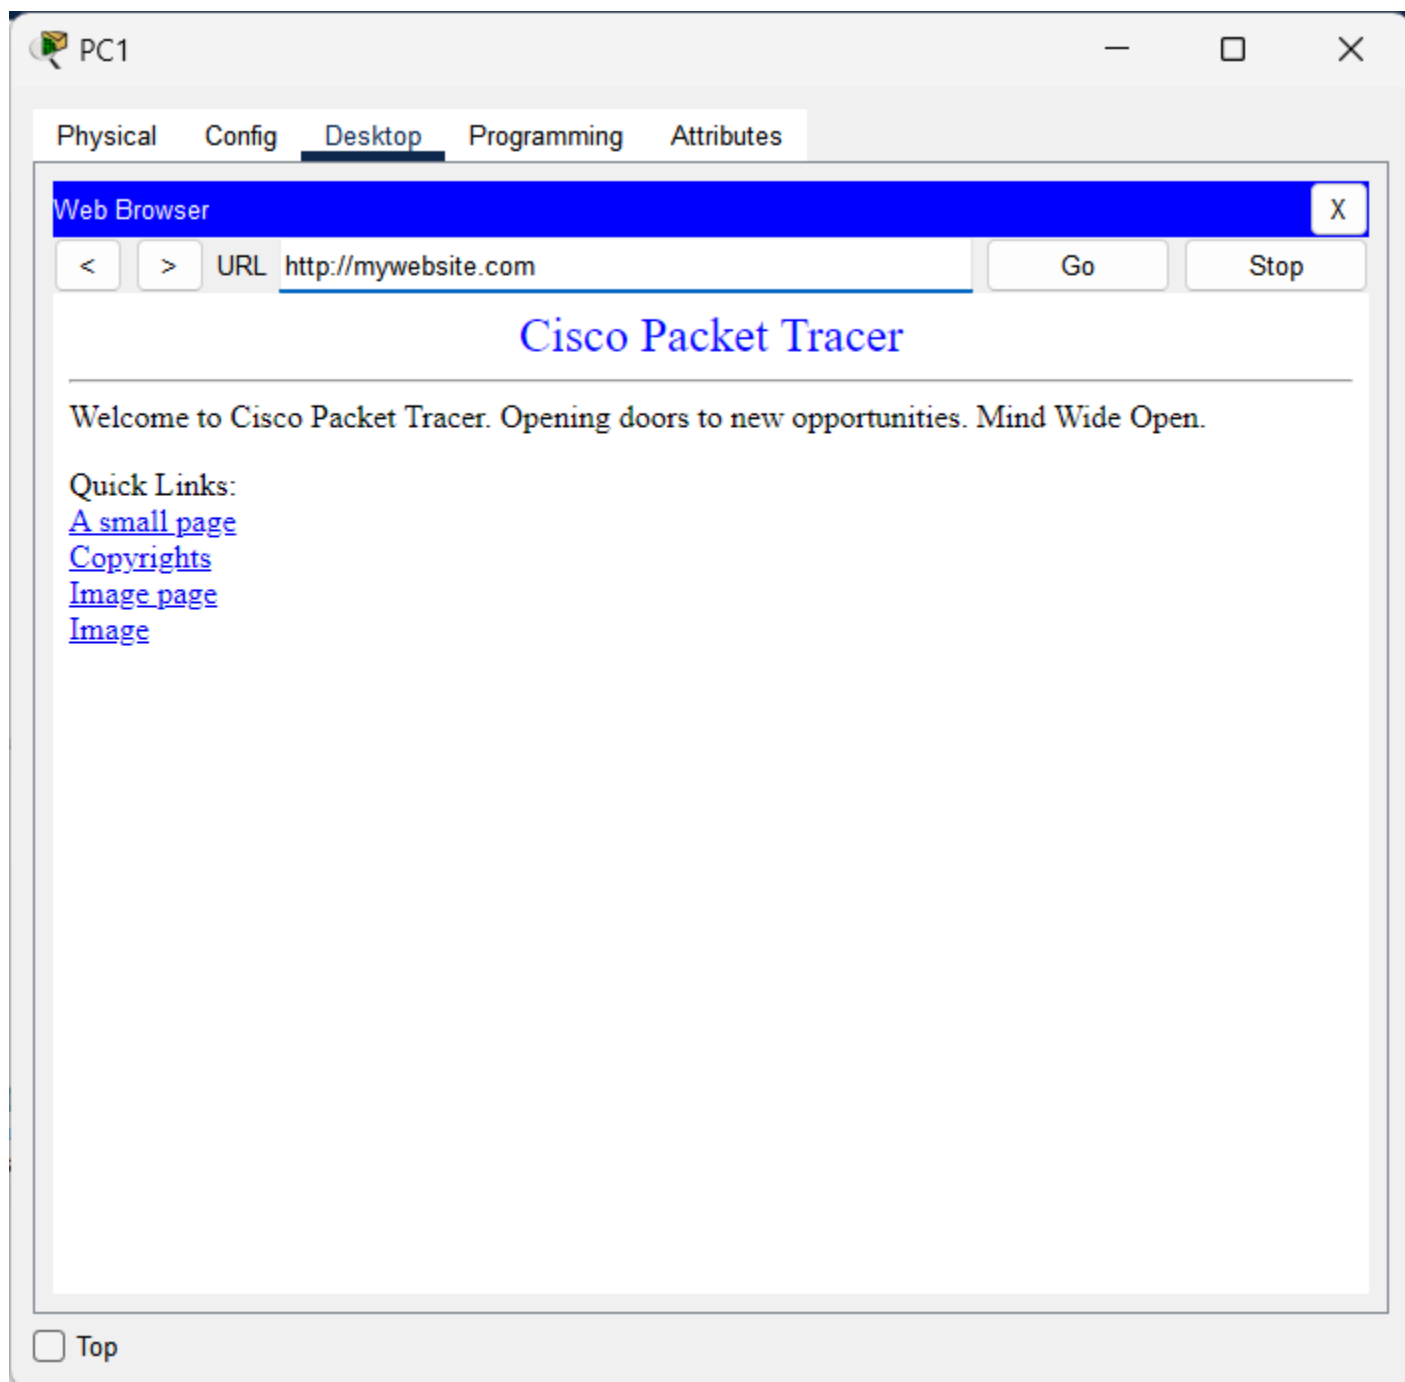 PC1
Physical Config Desktop Programming Attributes
Web Browser X
< > URL http://mywebsite.com Go Stop
Cisco Packet Tracer
Welcome to Cisco Packet Tracer. Opening doors to new opportunities. Mind Wide Open.
Quick Links:
A small page
Copyrights
Image page
Image
Top